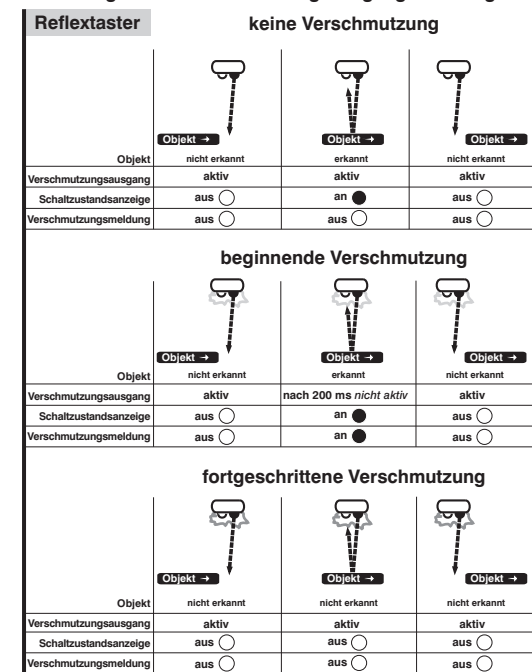 Reflextaster
keine Verschmutzung
Objekt → Objekt → Objekt →
Objekt nicht erkannt erkannt nicht erkannt
Verschmutzungsausgang aktiv aktiv aktiv
Schaltzustandsanzeige aus an aus
Verschmutzungsmeldung aus aus aus
beginnende Verschmutzung
Objekt → Objekt → Objekt →
Objekt nicht erkannt erkannt nicht erkannt
Verschmutzungsausgang aktiv nach 200 ms nicht aktiv aktiv
Schaltzustandsanzeige aus an aus
Verschmutzungsmeldung aus an aus
fortgeschrittene Verschmutzung
Objekt → Objekt → Objekt →
Objekt nicht erkannt nicht erkannt nicht erkannt
Verschmutzungsausgang aktiv aktiv aktiv
Schaltzustandsanzeige aus aus aus
Verschmutzungsmeldung aus aus aus